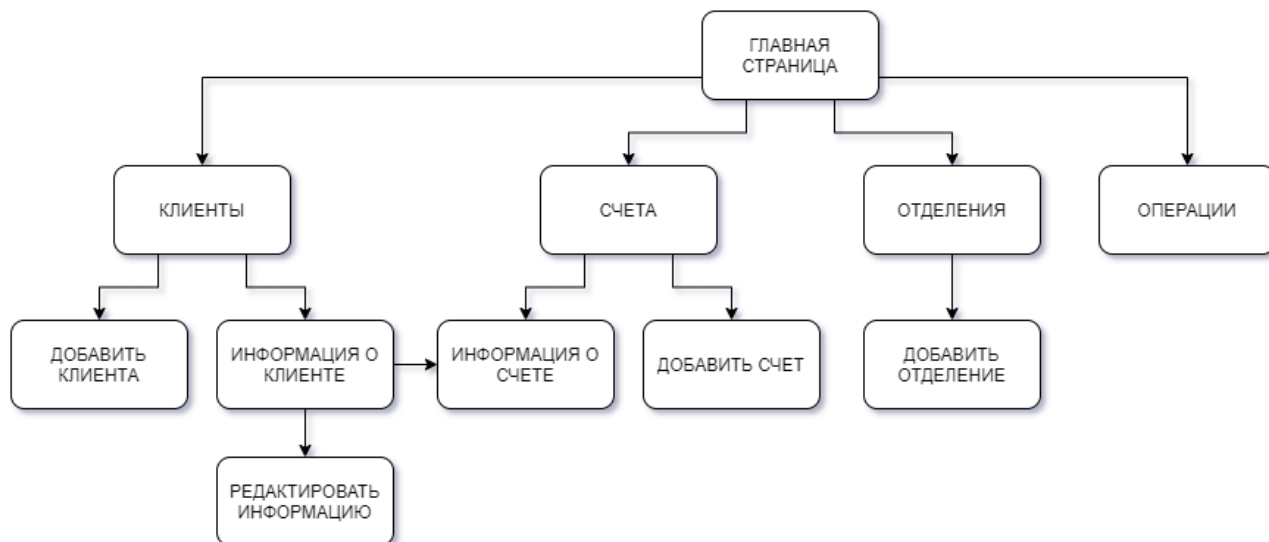 ГЛАВНАЯ
СТРАНИЦА
КЛИЕНТЫ
СЧЕТА
ОТДЕЛЕНИЯ
ОПЕРАЦИИ
ДОБАВИТЬ
КЛИЕНТА
ИНФОРМАЦИЯ О
КЛИЕНТЕ
ИНФОРМАЦИЯ О
СЧЕТЕ
ДОБАВИТЬ СЧЕТ
ДОБАВИТЬ
ОТДЕЛЕНИЕ
РЕДАКТИРОВАТЬ
ИНФОРМАЦИЮ